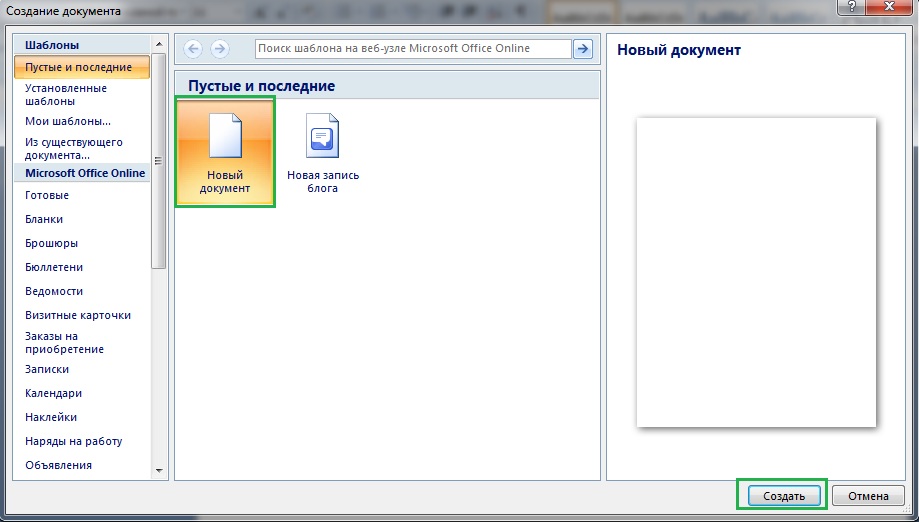 Создание документа
Шаблоны
Пустые и последние
Установленные
шаблоны
Мои шаблоны...
Из существующего
документа...
Microsoft Office Online
Готовые
Бланки
Брошюры
Бюллетени
Ведомости
Визитные карточки
Заказы на
приобретение
Записки
Календари
Наклейки
Наряды на работу
Объявления
Поиск шаблона на веб-узле Microsoft Office Online
Пустые и последние
Новый
документ
Новая запись
блога
Новый документ
Создать
Отмена